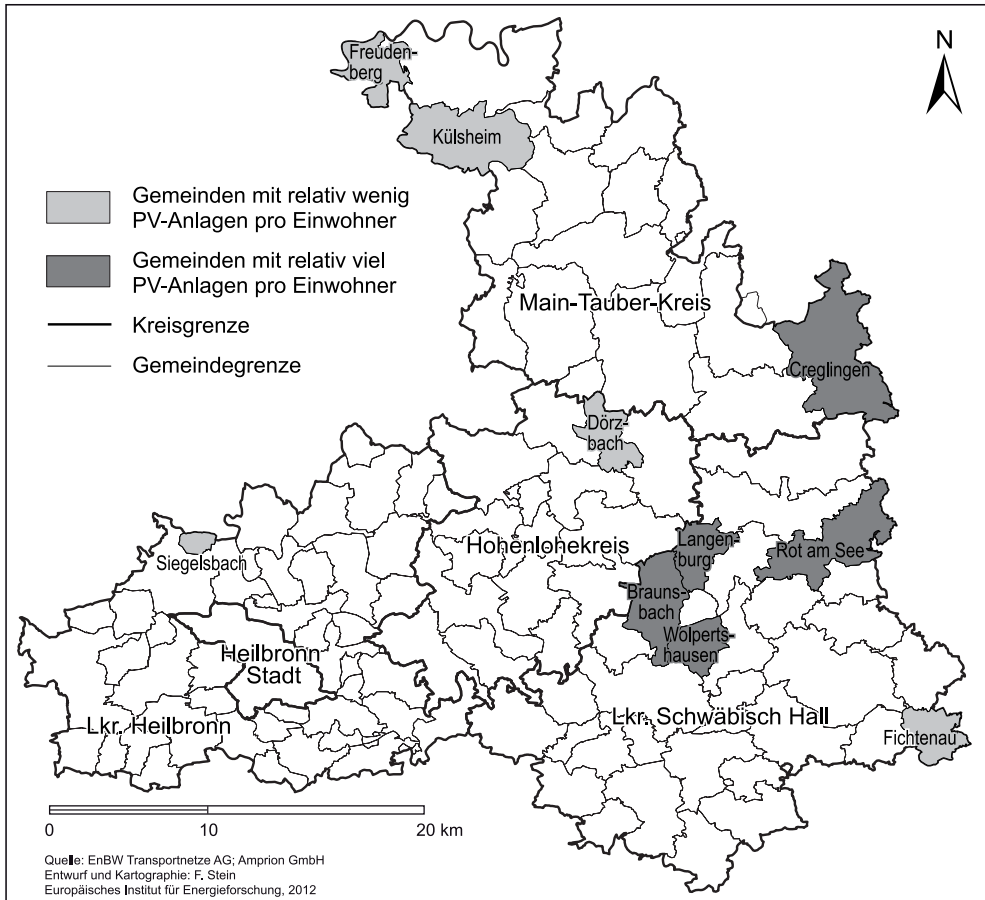 Freuden-
berg
N
Külsheim
Gemeinden mit relativ wenig
PV-Anlagen pro Einwohner
Gemeinden mit relativ viel
PV-Anlagen pro Einwohner
Main-Tauber-Kreis
Kreisgrenze
Gemeindegrenze
Creglingen
Dörz-
bach
Langen-
burg
Rot am See
Hohenlohekreis
Siegelsbach
Brauns-
bach
Wolperts-
hausen
Heilbronn
Stadt
Lkr. Heilbronn
Lkr. Schwäbisch Hall
Fichtenau
0 10 20 km
Quelle: EnBW Transportnetze AG; Amprion GmbH
Entwurf und Kartographie: F. Stein
Europäisches Institut für Energieforschung, 2012